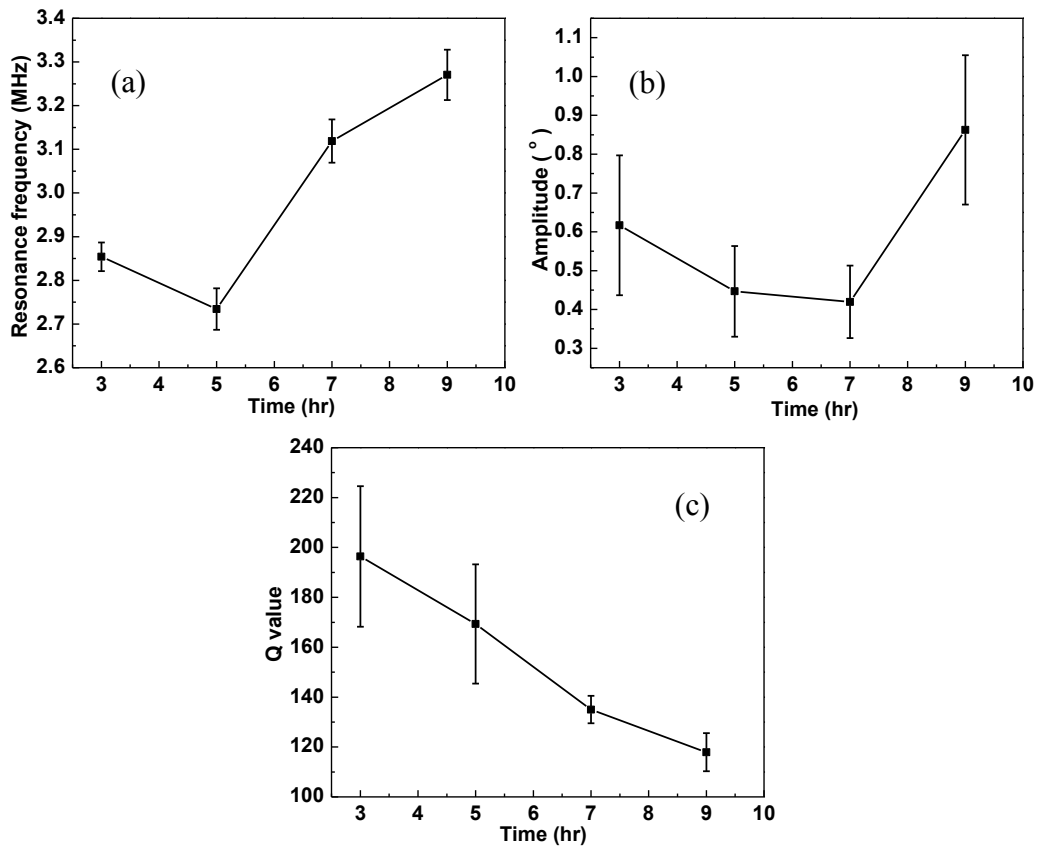 3.4
3.3
3.2
3.1
3.0
2.9
2.8
2.7
2.6
Resonance frequency (MHz)
(a)
3 4 5 6 7 8 9 10
Time (hr)
1.1
1.0
0.9
0.8
0.7
0.6
0.5
0.4
0.3
Amplitude ( ° )
(b)
3 4 5 6 7 8 9 10
Time (hr)
240
220
200
180
160
140
120
100
Q value
(c)
3 4 5 6 7 8 9 10
Time (hr)